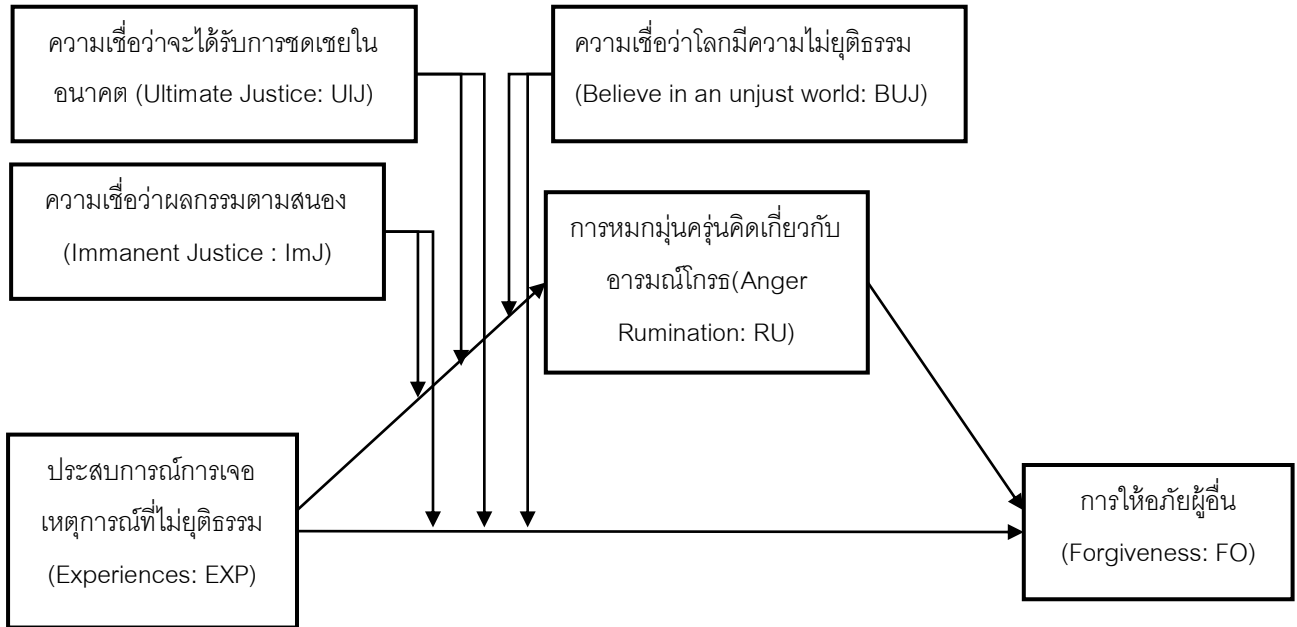 ความเชื่อว่าจะได้รับการชดเชยใน
อนาคต (Ultimate Justice: UlJ)
ความเชื่อว่าโลกมีความไม่ยุติธรรม
(Believe in an unjust world: BUJ)
ความเชื่อว่าผลกรรมตามสนอง
(Immanent Justice : ImJ)
การหมกมุ่นครุ่นคิดเกี่ยวกับ
อารมณ์โกรธ(Anger
Rumination: RU)
ประสบการณ์การเจอ
เหตุการณ์ที่ไม่ยุติธรรม
(Experiences: EXP)
การให้อภัยผู้อื่น
(Forgiveness: FO)